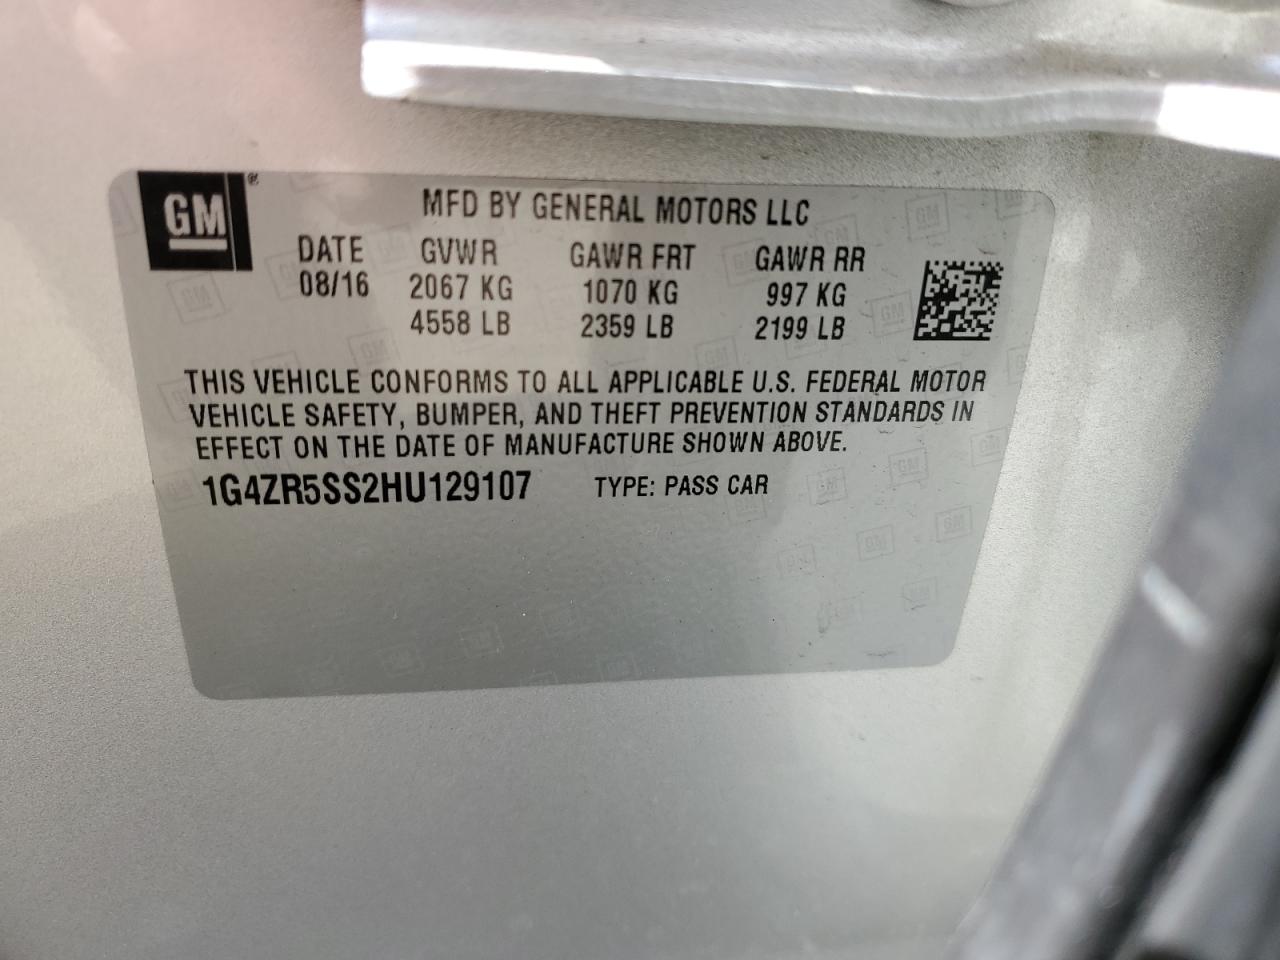 GM®
MFD BY GENERAL MOTORS LLC
DATE GVWR GAWR FRT GAWR RR
08/16 2067 KG 1070 KG 997 KG
4558 LB 2359 LB 2199 LB
THIS VEHICLE CONFORMS TO ALL APPLICABLE U.S. FEDERAL MOTOR
VEHICLE SAFETY, BUMPER, AND THEFT PREVENTION STANDARDS IN
EFFECT ON THE DATE OF MANUFACTURE SHOWN ABOVE.
1G4ZR5SS2HU129107 TYPE: PASS CAR